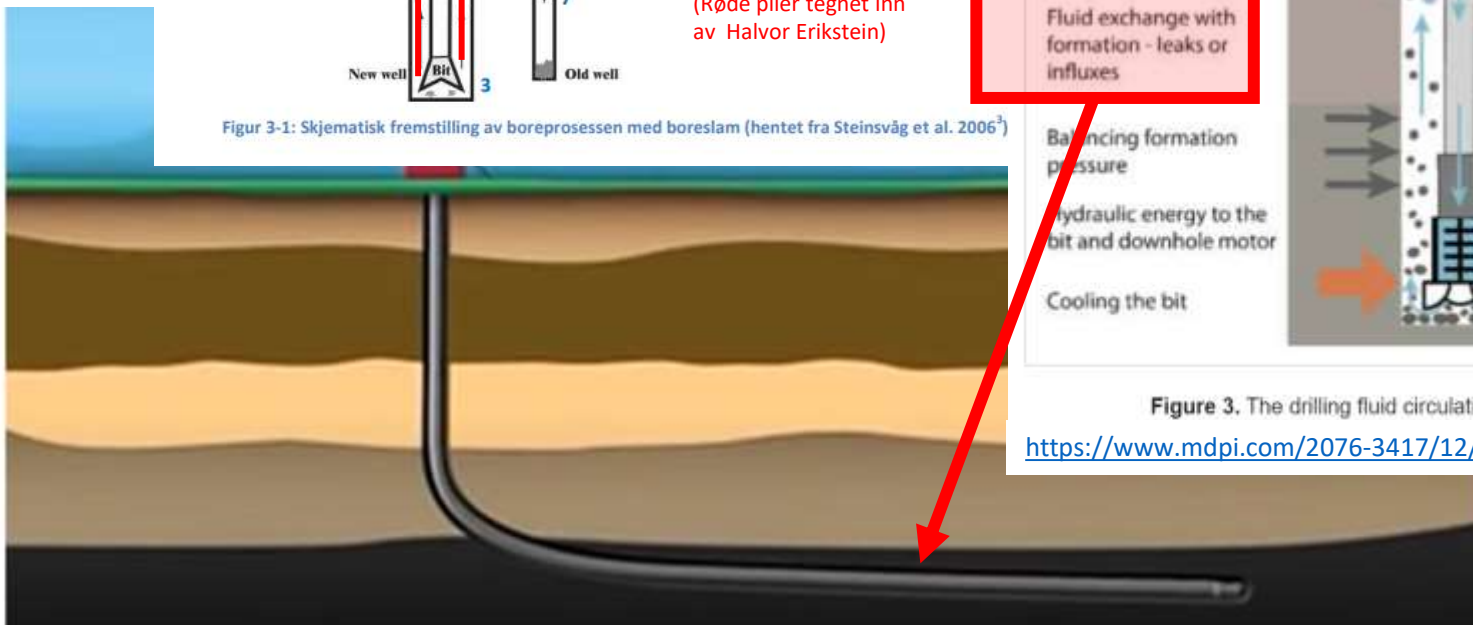 (Røde piler tegnet inn
av Halvor Erikstein)
New well
Bit
3
Old well
Figur 3-1: Skjematisk fremstilling av boreprosessen med boreslam (hentet fra Steinsvåg et al. 2006³)
Fluid exchange with
formation - leaks or
influxes
Balancing formation
pressure
Hydraulic energy to the
bit and downhole motor
Cooling the bit
Figure 3. The drilling fluid
https://www.mdpi.com/2076-3417/12/